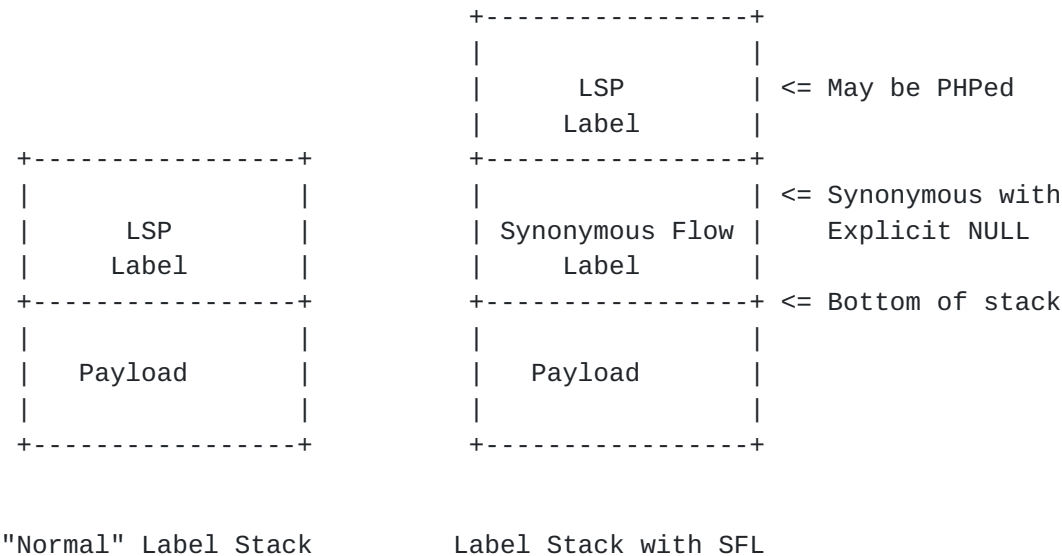 +-----------------+
                              |                 |
                              |      LSP        | <= May be PHPed
                              |     Label       |
 +-----------------+          +-----------------+
 |                 |          |                 | <= Synonymous with
 |      LSP        |          | Synonymous Flow |    Explicit NULL
 |     Label       |          |     Label       |
 +-----------------+          +-----------------+ <= Bottom of stack
 |                 |          |                 |
 |   Payload       |          |   Payload       |
 |                 |          |                 |
 +-----------------+          +-----------------+

"Normal" Label Stack         Label Stack with SFL